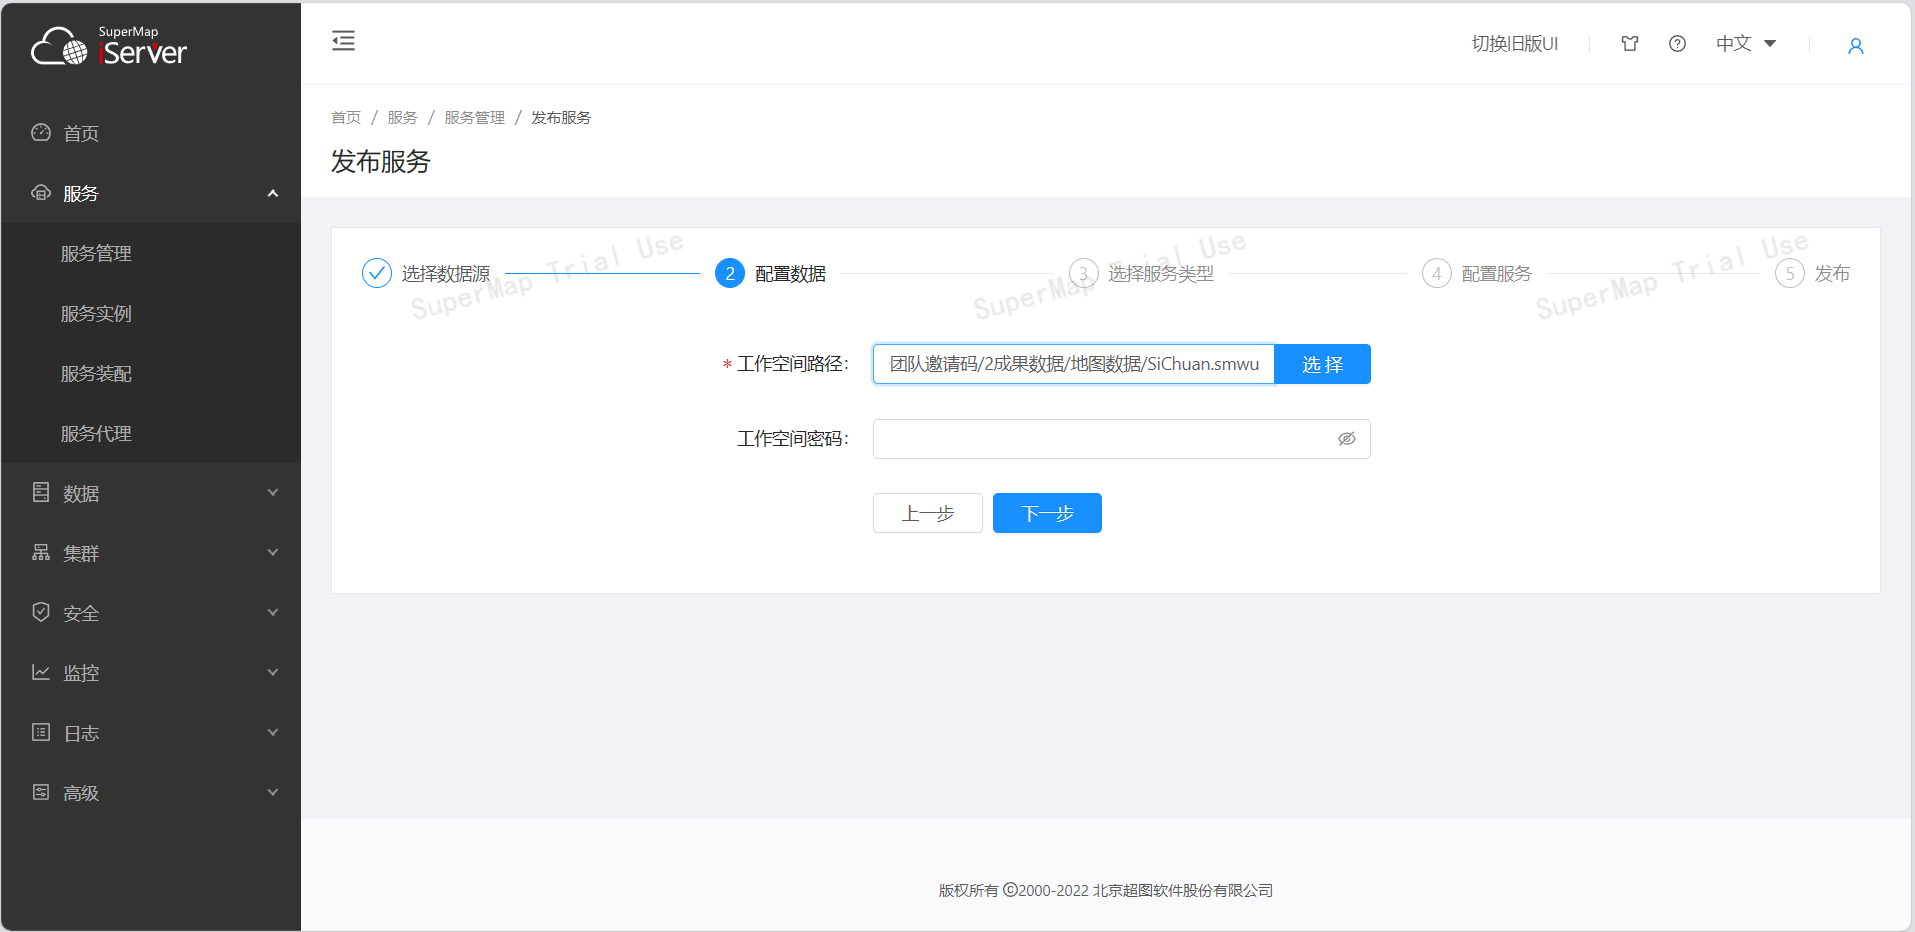 SuperMap
iServer
切换旧版UI
中文
首页
服务
服务管理
服务实例
服务装配
服务代理
数据
集群
安全
监控
日志
高级
首页 / 服务 / 服务管理 / 发布服务
发布服务
选择数据源
2 配置数据
3 选择服务类型
4 配置服务
5 发布
SuperMap Trial Use
SuperMap Trial Use
SuperMap Trial Use
* 工作空间路径: 团队邀请码/2成果数据/地图数据/SiChuan.smwu 选择
工作空间密码:
上一步 下一步
版权所有 ©2000-2022 北京超图软件股份有限公司